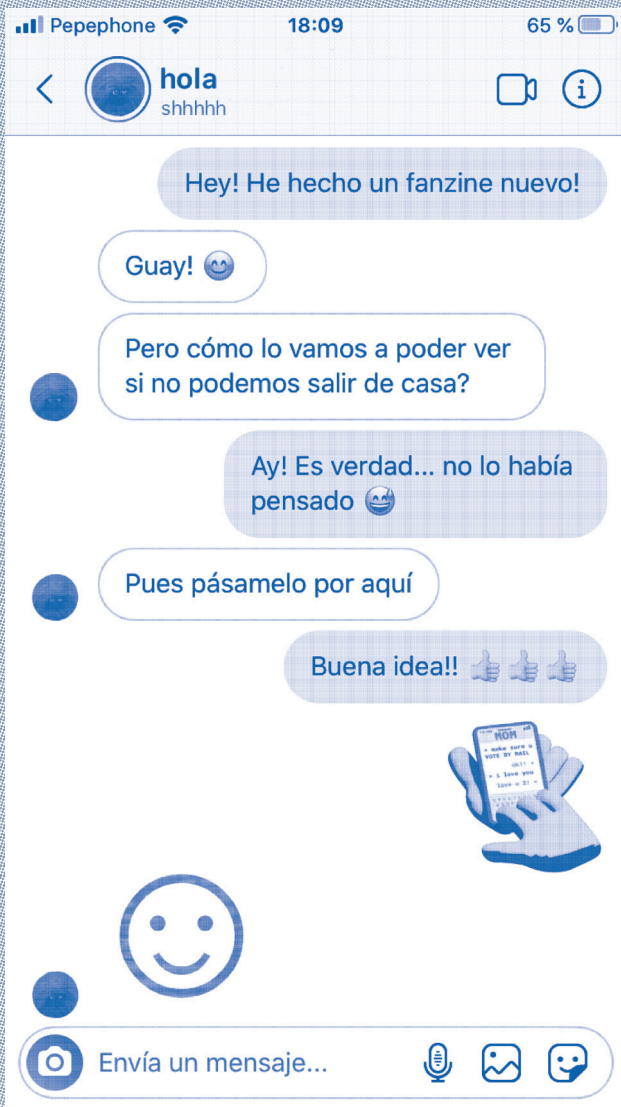 Pepephone 18:09 65 %
hola
shhhhh
Hey! He hecho un fanzine nuevo!
Guay! 😊
Pero cómo lo vamos a poder ver
si no podemos salir de casa?
Ay! Es verdad... no lo había
pensado 😅
Pues pásamelo por aquí
Buena idea!! 👍👍👍
MOM
make sure u
VOTE BY MAIL
ok!!
i love you
love u 2!
Envía un mensaje...